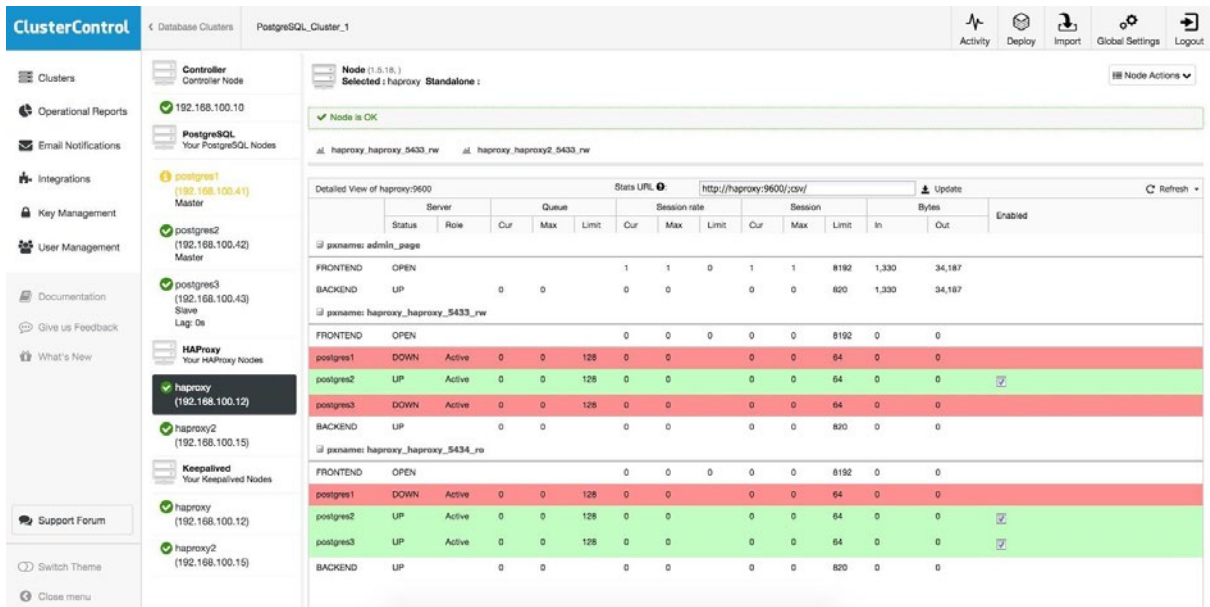 ClusterControl
< Database Clusters
PostgreSQL_Cluster_1
Activity
Deploy
Import
Global Settings
Logout
Clusters
Operational Reports
Email Notifications
Integrations
Key Management
User Management
Documentation
Give us Feedback
What's New
Support Forum
Switch Theme
Close menu
Controller
Controller Node
192.168.100.10
PostgreSQL
Your PostgreSQL Nodes
postgres1
(192.168.100.41)
Master
postgres2
(192.168.100.42)
Master
postgres3
(192.168.100.43)
Slave
Lag: 0s
HAProxy
Your HAProxy Nodes
haproxy
(192.168.100.12)
haproxy2
(192.168.100.15)
Keepalived
Your Keepalived Nodes
haproxy
(192.168.100.12)
haproxy2
(192.168.100.15)
Node (1.5.18, )
Selected : haproxy Standalone :
Node Actions
Node is OK
haproxy_haproxy_5433_rw haproxy_haproxy2_5433_rw
Detailed View of haproxy:9600 Stats URL : http://haproxy:9600/;csv/ Update Refresh
Server Queue Session rate Session Bytes Enabled
Status Role Cur Max Limit Cur Max Limit Cur Max Limit In Out
pxname: admin_page
FRONTEND OPEN 1 1 0 1 1 8192 1,330 34,187
BACKEND UP 0 0 0 0 0 0 820 1,330 34,187
pxname: haproxy_haproxy_5433_rw
FRONTEND OPEN 0 0 0 0 0 8192 0 0
postgres1 DOWN Active 0 0 128 0 0 0 0 64 0 0
postgres2 UP Active 0 0 128 0 0 0 0 64 0 0
postgres3 DOWN Active 0 0 128 0 0 0 0 64 0 0
BACKEND UP 0 0 0 0 0 0 820 0 0
pxname: haproxy_haproxy_5434_ro
FRONTEND OPEN 0 0 0 0 0 8192 0 0
postgres1 DOWN Active 0 0 128 0 0 0 0 64 0 0
postgres2 UP Active 0 0 128 0 0 0 0 64 0 0
postgres3 UP Active 0 0 128 0 0 0 0 64 0 0
BACKEND UP 0 0 0 0 0 0 820 0 0